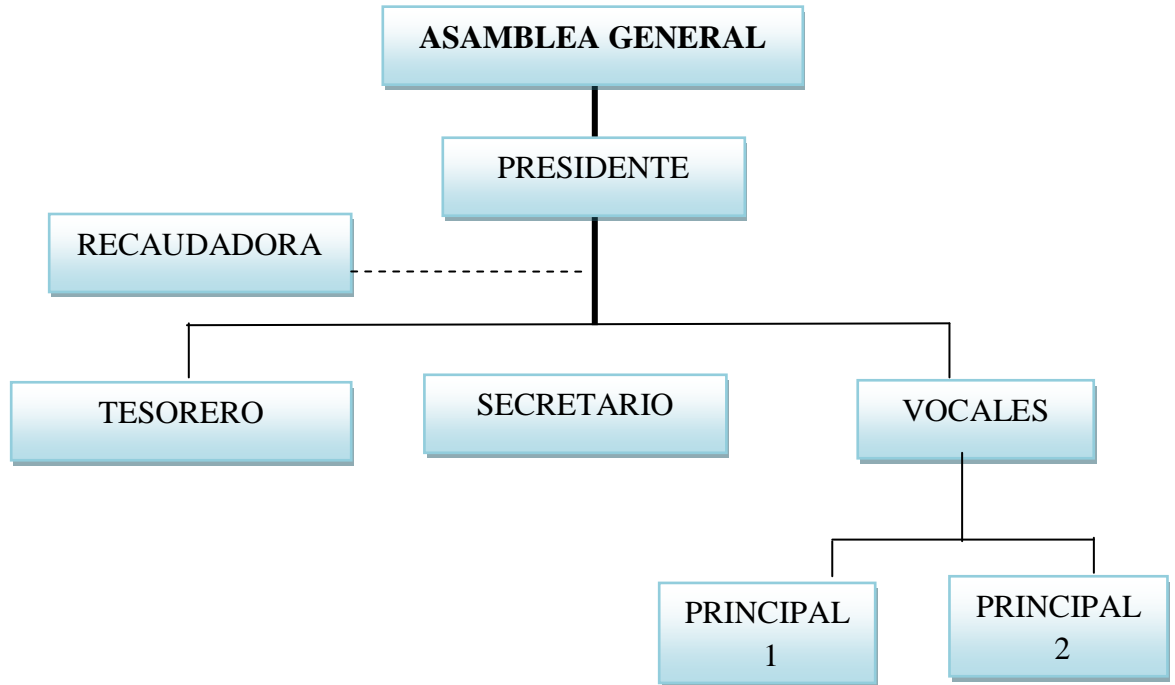 ASAMBLEA GENERAL
PRESIDENTE
RECAUDADORA
TESORERO
SECRETARIO
VOCALES
PRINCIPAL
1
PRINCIPAL
2